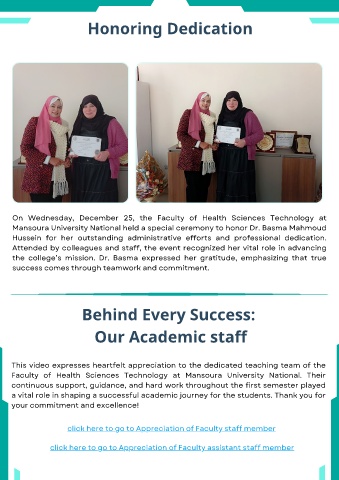 Honoring Dedication
On Wednesday, December 25, the Faculty of Health Sciences Technology at
Mansoura University National held a special ceremony to honor Dr. Basma Mahmoud
Hussein for her outstanding administrative efforts and professional dedication.
Attended by colleagues and staff, the event recognized her vital role in advancing
the college's mission. Dr. Basma expressed her gratitude, emphasizing that true
success comes through teamwork and commitment.
Behind Every Success:
Our Academic staff
This video expresses heartfelt appreciation to the dedicated teaching team of the
Faculty of Health Sciences Technology at Mansoura University National. Their
continuous support, guidance, and hard work throughout the first semester played
a vital role in shaping a successful academic journey for the students. Thank you for
your commitment and excellence!
click here to go to Appreciation of Faculty staff member
click here to go to Appreciation of Faculty assistant staff member